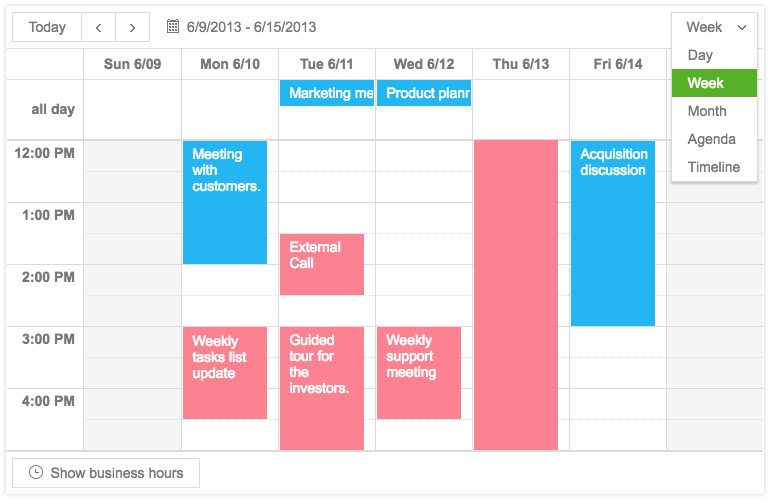 Today
6/9/2013 - 6/15/2013
Week
Day
Week
Month
Agenda
Timeline
Sun 6/09
Mon 6/10
Tue 6/11
Wed 6/12
Thu 6/13
Fri 6/14
all day
Marketing me
Product planr
12:00 PM
Meeting
with
customers.
Acquisition
discussion
1:00 PM
External
Call
2:00 PM
3:00 PM
Weekly
tasks list
update
Guided
tour for
the
investors.
Weekly
support
meeting
4:00 PM
Show business hours